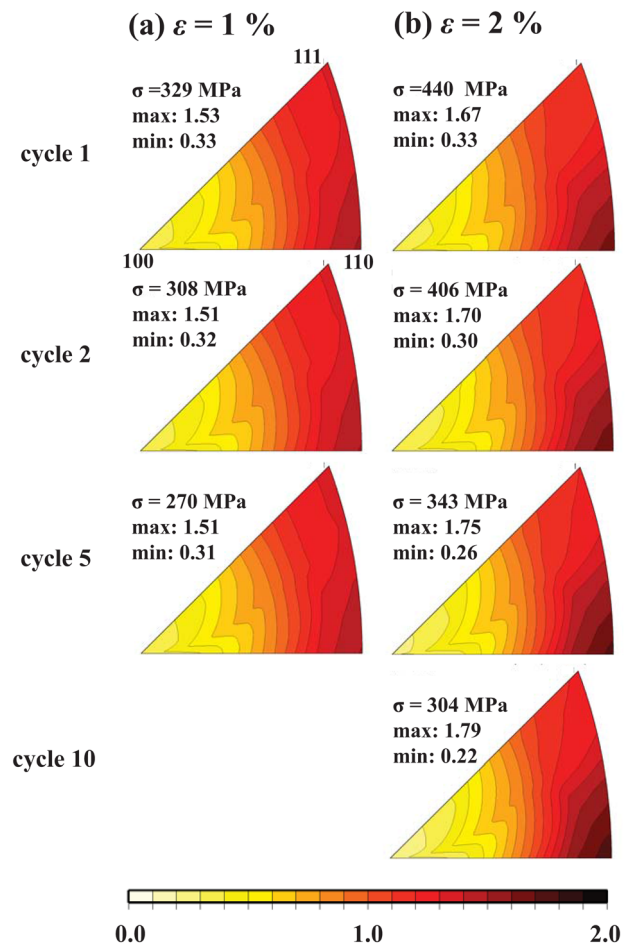 (a) ε = 1 %
(b) ε = 2 %
111
σ =329 MPa
max: 1.53
min: 0.33
σ =440 MPa
max: 1.67
min: 0.33
cycle 1
100
110
σ = 308 MPa
max: 1.51
min: 0.32
σ = 406 MPa
max: 1.70
min: 0.30
cycle 2
σ = 270 MPa
max: 1.51
min: 0.31
σ = 343 MPa
max: 1.75
min: 0.26
cycle 5
σ = 304 MPa
max: 1.79
min: 0.22
cycle 10
0.0
1.0
2.0